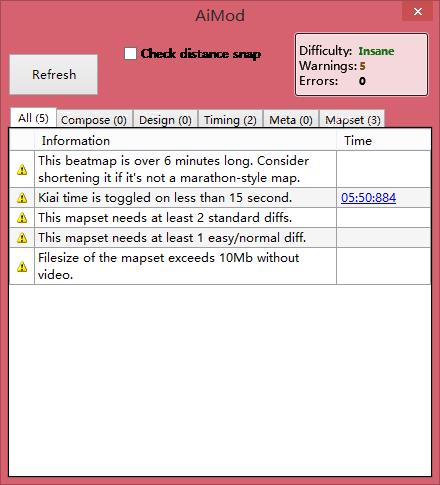 AiMod
×
Refresh
Check distance snap
Difficulty: Insane
Warnings: 5
Errors: 0
All (5) Compose (0) Design (0) Timing (2) Meta (0) Mapset (3)
Information Time
This beatmap is over 6 minutes long. Consider
shortening it if it's not a marathon-style map.
Kiai time is toggled on less than 15 second. 05:50:884
This mapset needs at least 2 standard diffs.
This mapset needs at least 1 easy/normal diff.
Filesize of the mapset exceeds 10Mb without
video.